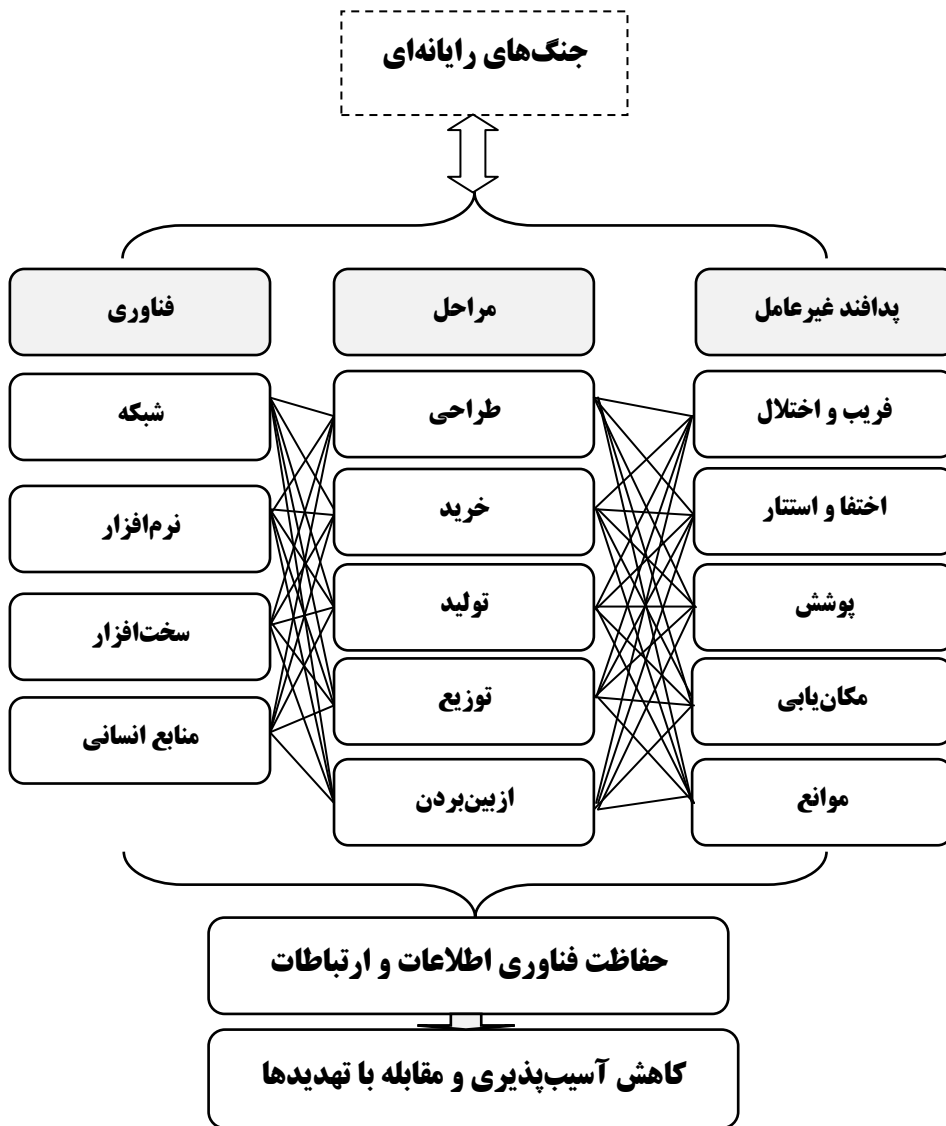 جنگ‌های رایانه‌ای
پدافند غیرعامل
مراحل
فناوری
فریب و اختلال
طراحی
شبکه
اختفا و استتار
خرید
نرم‌افزار
پوشش
تولید
سخت‌افزار
مکان‌یابی
توزیع
منابع انسانی
موانع
ازبین‌بردن
حفاظت فناوری اطلاعات و ارتباطات
کاهش آسیب‌پذیری و مقابله با تهدیدها